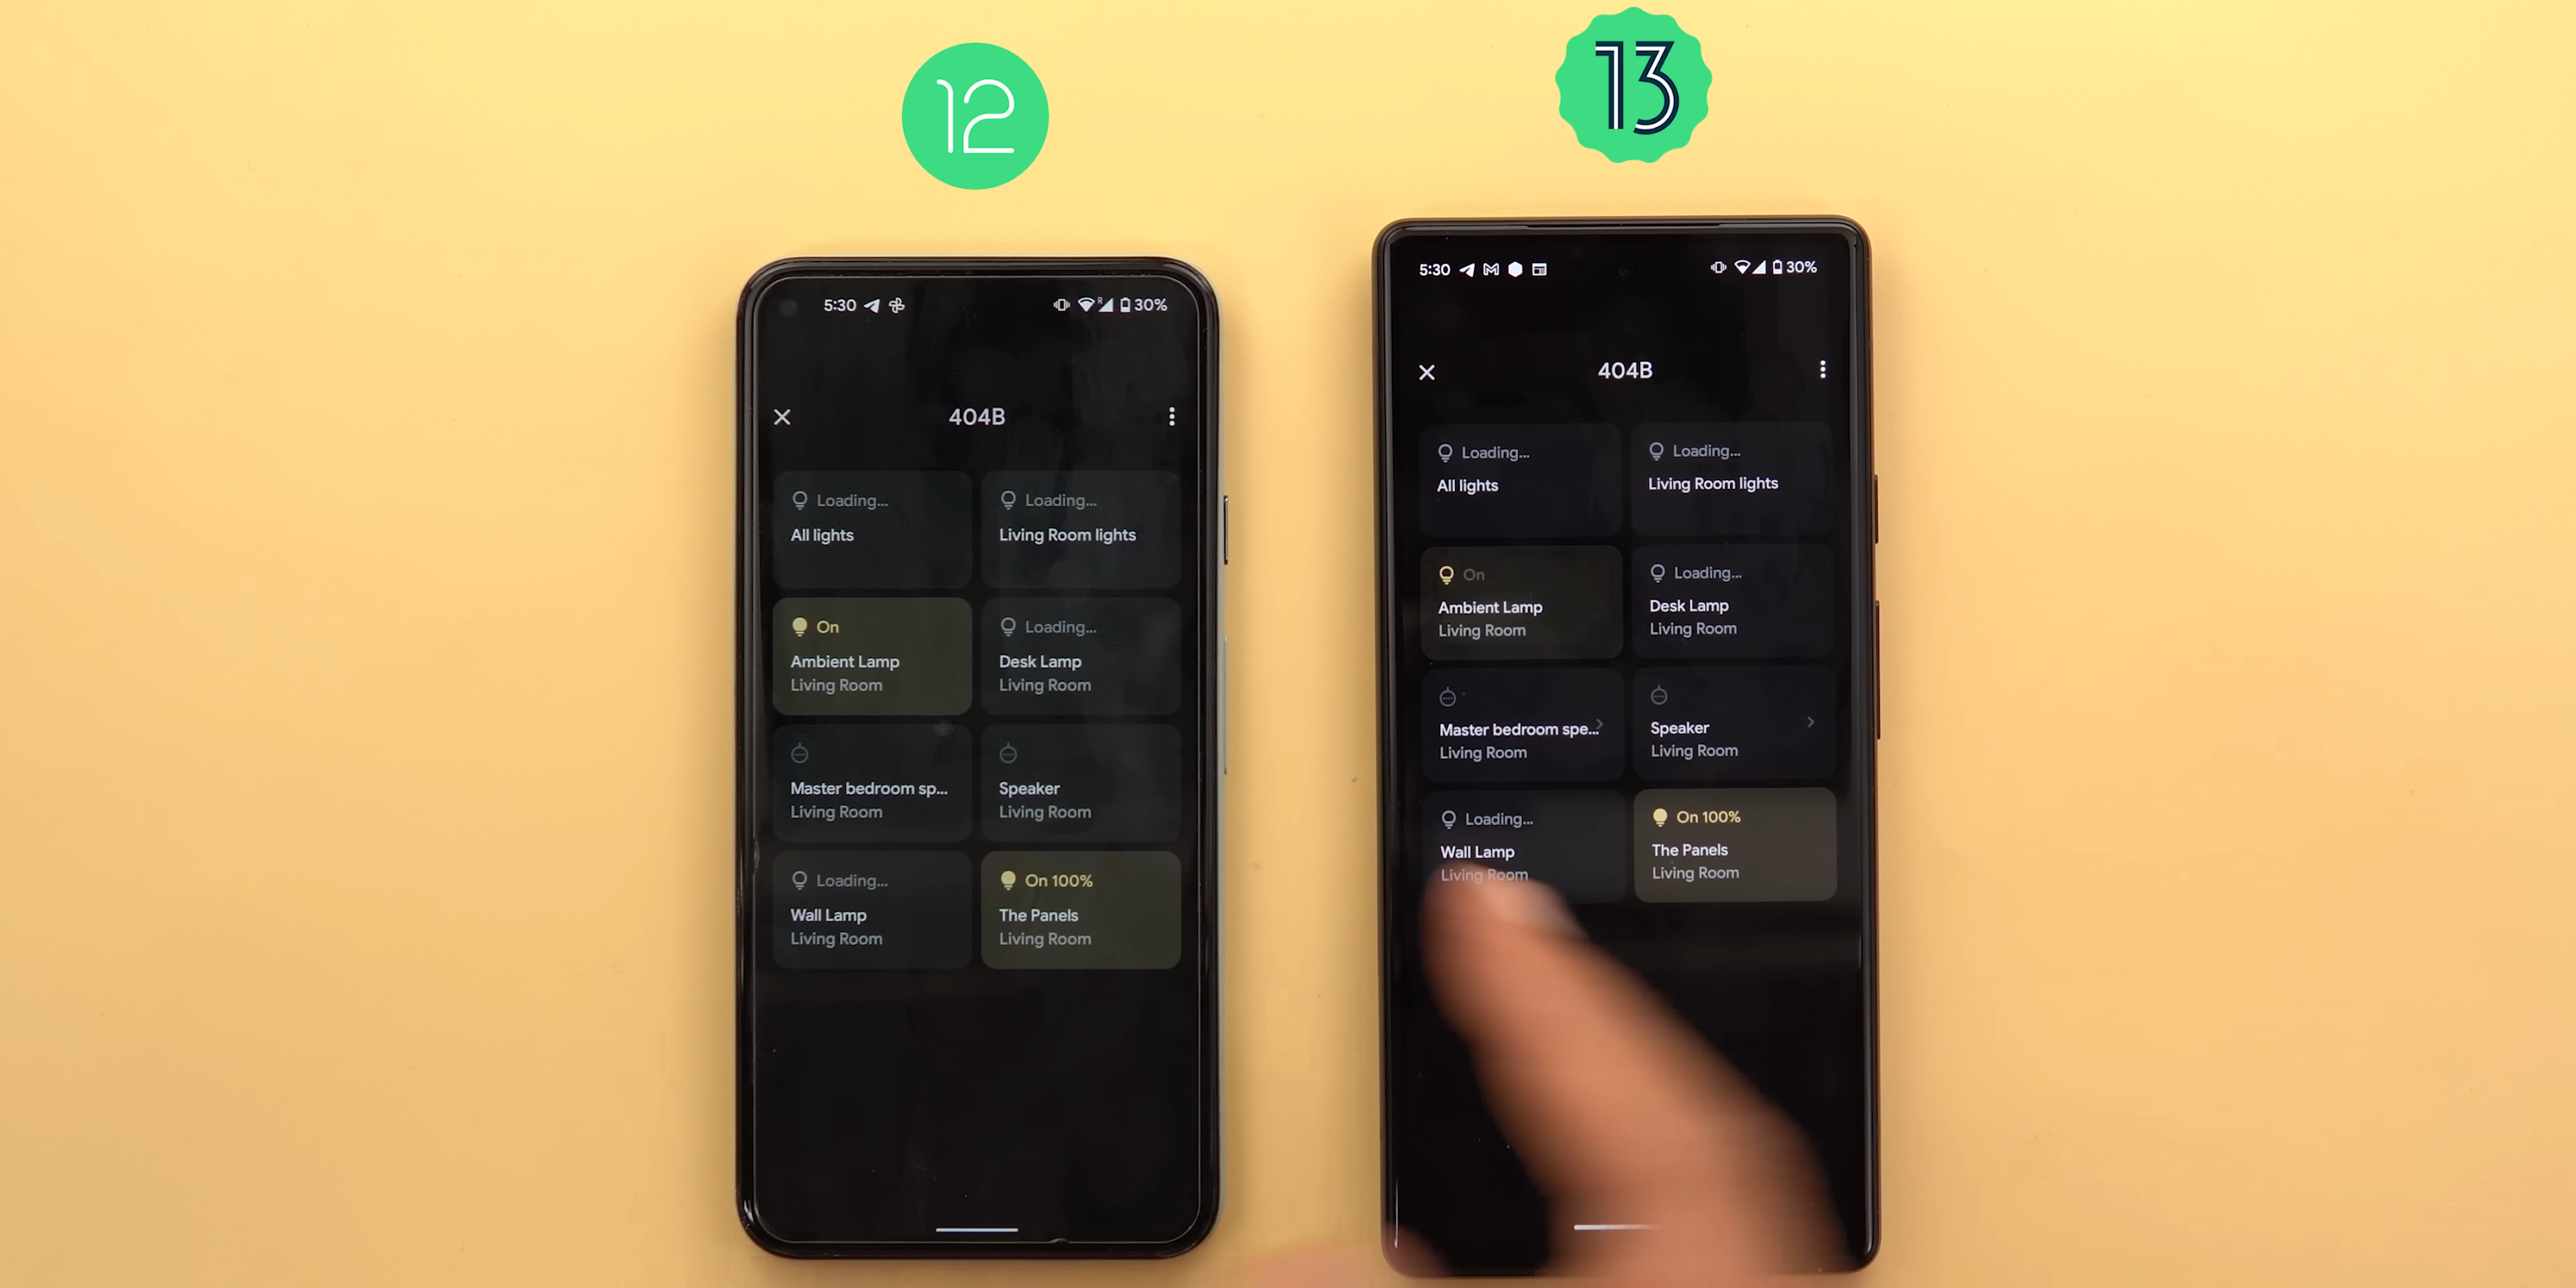 12
13
5:30
30%
404B
Loading...
All lights
Loading...
Living Room lights
On
Ambient Lamp
Living Room
Loading...
Desk Lamp
Living Room
Master bedroom sp...
Living Room
Speaker
Living Room
Loading...
Wall Lamp
Living Room
On 100%
The Panels
Living Room
5:30
30%
404B
Loading...
All lights
Loading...
Living Room lights
On
Ambient Lamp
Living Room
Loading...
Desk Lamp
Living Room
Master bedroom spe...
Living Room
Speaker
Living Room
Loading...
Wall Lamp
Living Room
On 100%
The Panels
Living Room